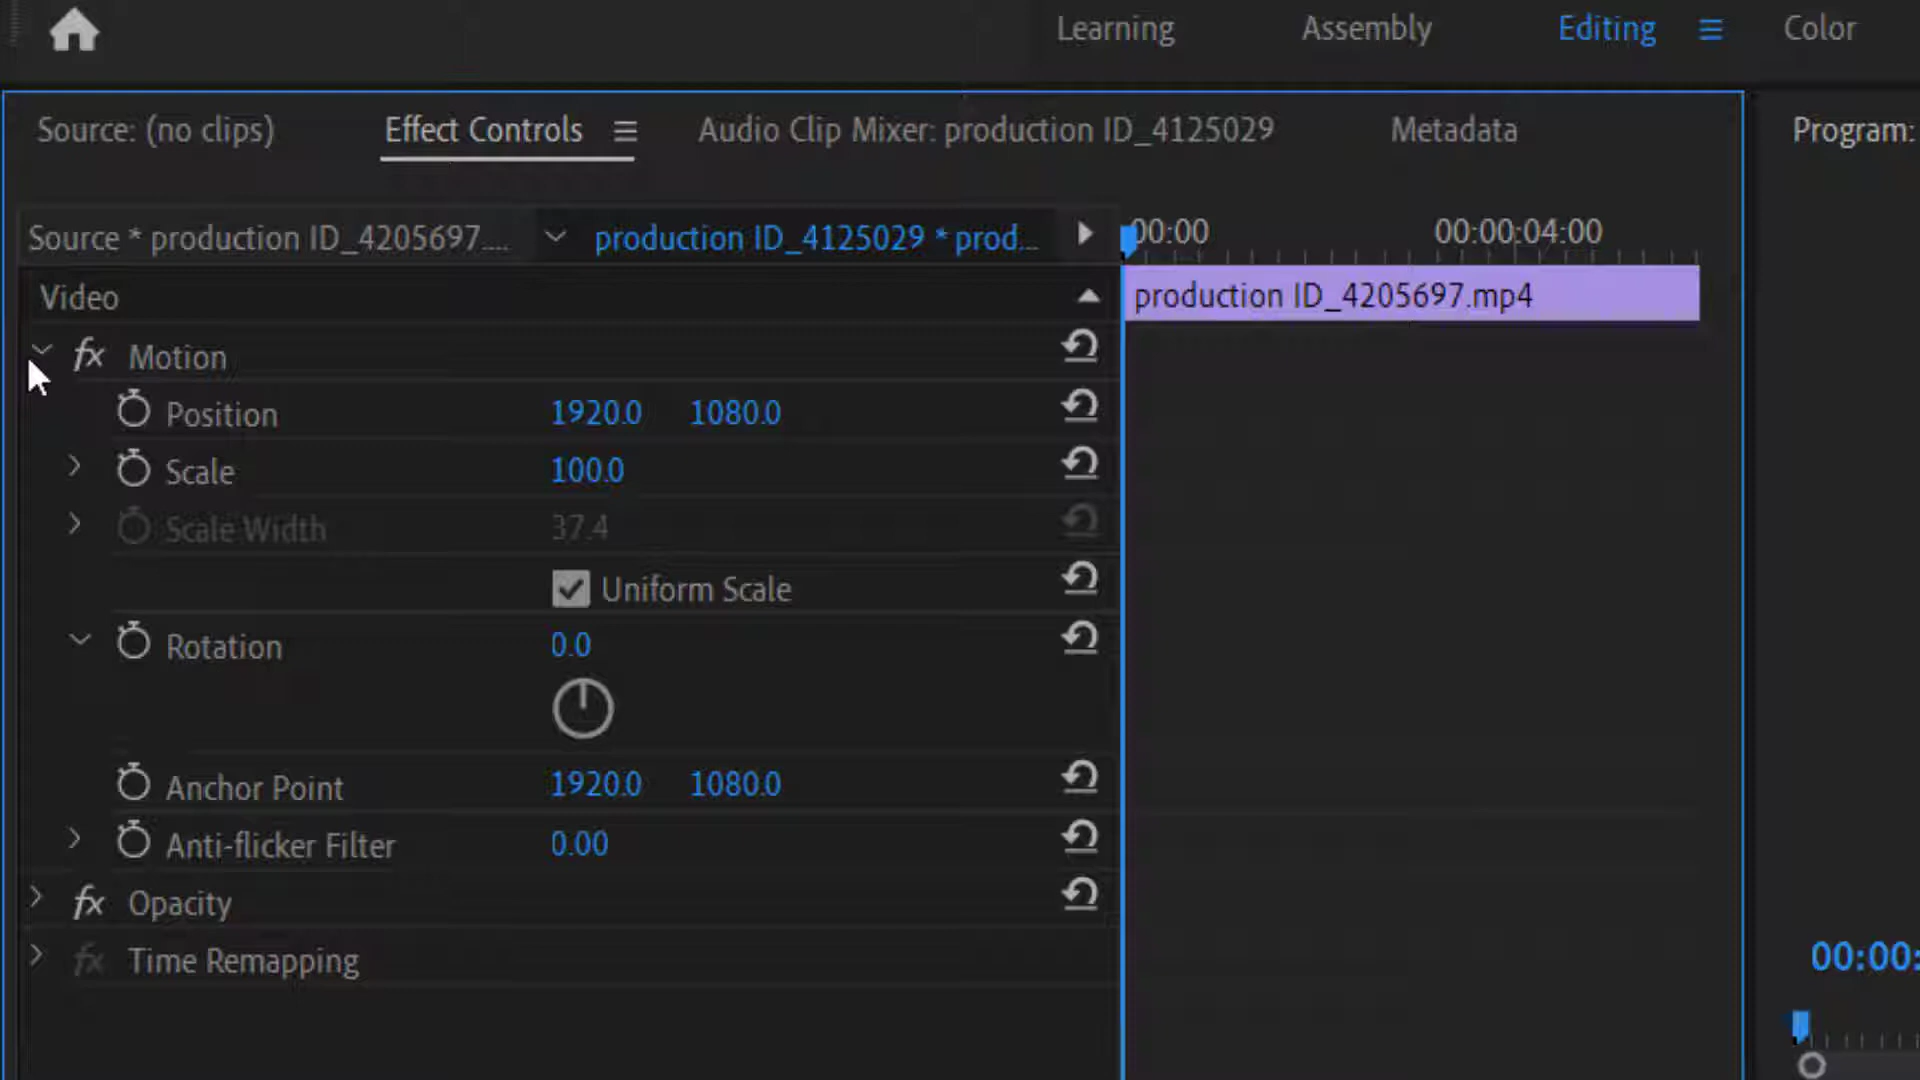 Learning Assembly Editing Color
Source: (no clips) Effect Controls Audio Clip Mixer: production ID_4125029 Metadata Program:
Source * production ID_4205697.... production ID_4125029 * prod... 00:00 00:00:04:00
Video production ID_4205697.mp4
fx Motion
Position 1920.0 1080.0
Scale 100.0
Scale Width 37.4
Uniform Scale
Rotation 0.0
Anchor Point 1920.0 1080.0
Anti-flicker Filter 0.00
fx Opacity
fx Time Remapping
00:00: